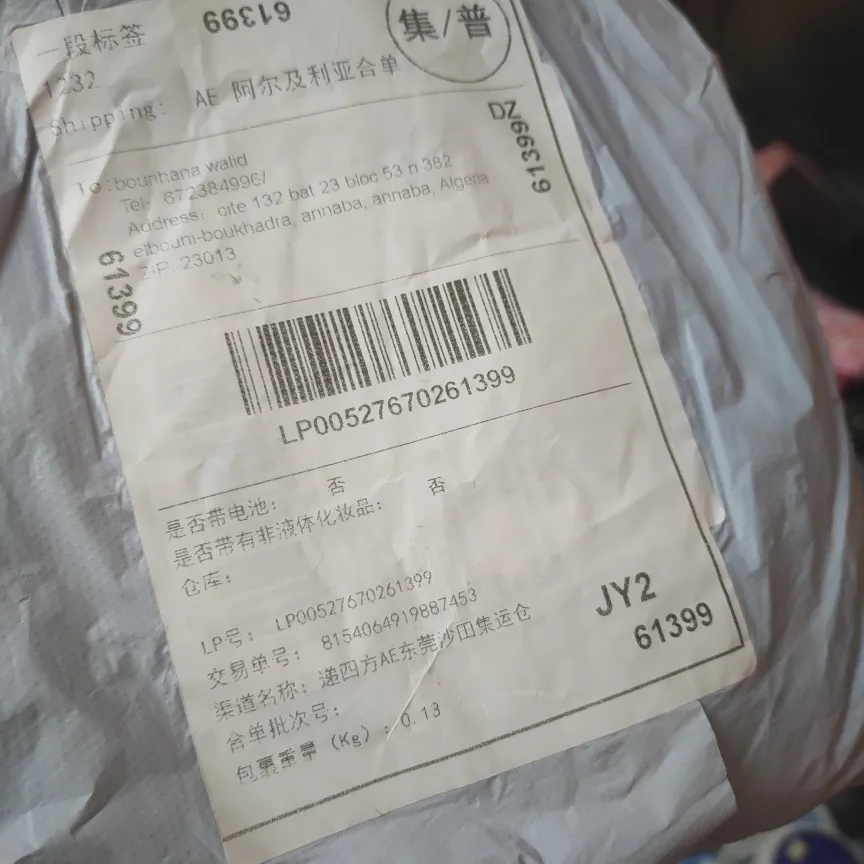 61399
集/普
一段标签
1232
Shipping: AE 阿尔及利亚合单
61399DZ
To:bounhana walid
Tel: 672384996/
Address: cite 132 bat 23 bloc 53 n 382
elbouni-boukhadra, annaba, annaba, Algeria
ZIP: 23013
61399
LP00527670261399
是否带电池: 否 否
是否带有非液体化妆品:
仓库:
LP号: LP00527670261399
交易单号: 8154064919887453
渠道名称: 递四方AE东莞沙田集运仓
合单批次号:
包裹重量 (Kg) : 0.13
JY2
61399